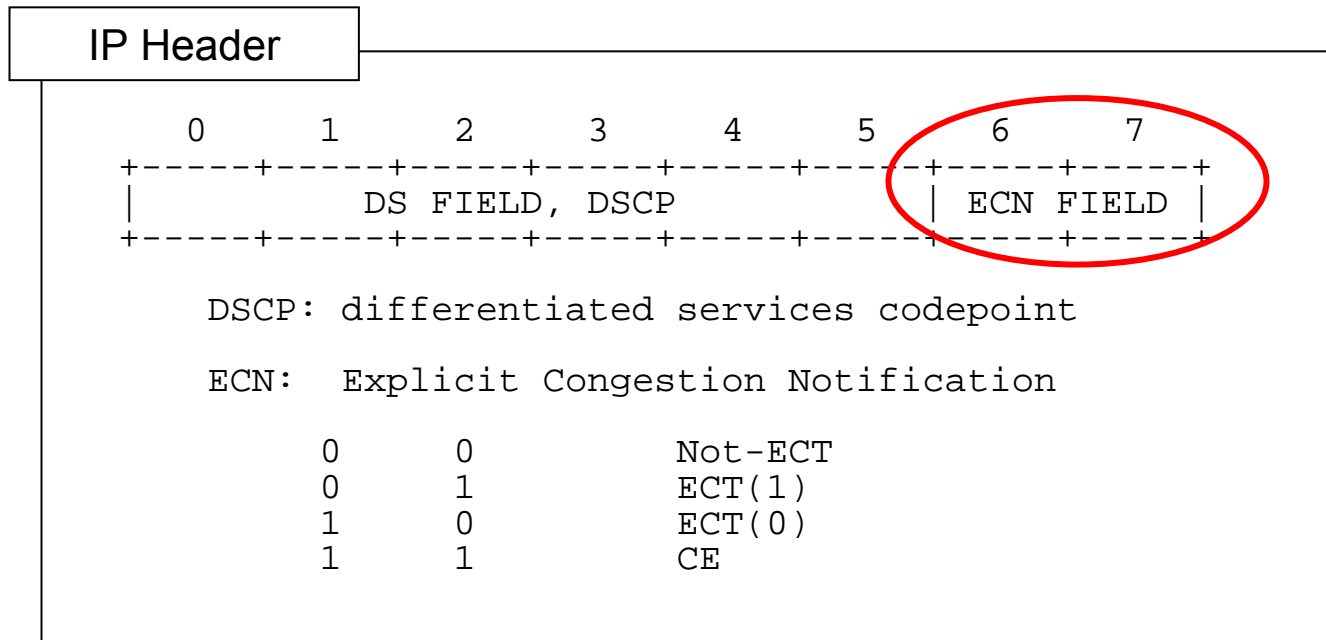 IP Header
0 1 2 3 4 5 6 7
+-----+-----+-----+-----+-----+-----+-----+-----+
| DS FIELD, DSCP | ECN FIELD |
+-----+-----+-----+-----+-----+-----+-----+-----+
DSCP: differentiated services codepoint
ECN: Explicit Congestion Notification
0 0 Not-ECT
0 1 ECT(1)
1 0 ECT(0)
1 1 CE